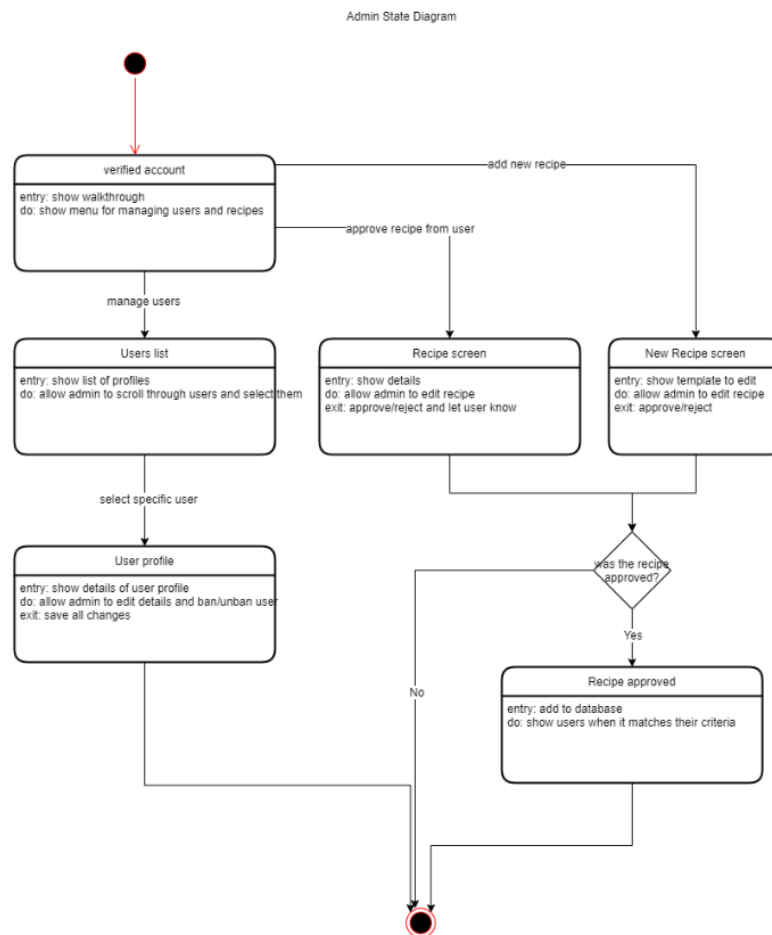 Admin State Diagram
verified account
entry: show walkthrough
do: show menu for managing users and recipes
add new recipe
approve recipe from user
manage users
Users list
entry: show list of profiles
do: allow admin to scroll through users and select them
Recipe screen
entry: show details
do: allow admin to edit recipe
exit: approve/reject and let user know
New Recipe screen
entry: show template to edit
do: allow admin to edit recipe
exit: approve/reject
select specific user
User profile
entry: show details of user profile
do: allow admin to edit details and ban/unban user
exit: save all changes
was the recipe
approved?
Yes
No
Recipe approved
entry: add to database
do: show users when it matches their criteria